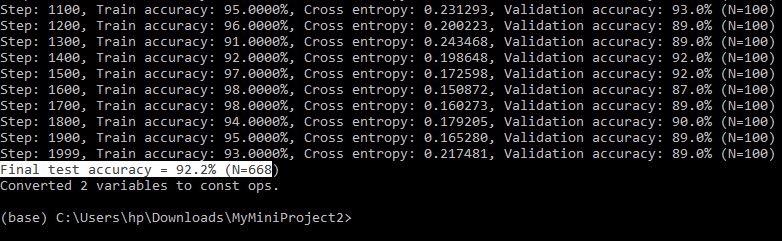 Step: 1100, Train accuracy: 95.0000%, Cross entropy: 0.231293, Validation accuracy: 93.0% (N=100)
Step: 1200, Train accuracy: 96.0000%, Cross entropy: 0.200223, Validation accuracy: 89.0% (N=100)
Step: 1300, Train accuracy: 91.0000%, Cross entropy: 0.243468, Validation accuracy: 89.0% (N=100)
Step: 1400, Train accuracy: 92.0000%, Cross entropy: 0.198648, Validation accuracy: 92.0% (N=100)
Step: 1500, Train accuracy: 97.0000%, Cross entropy: 0.172598, Validation accuracy: 92.0% (N=100)
Step: 1600, Train accuracy: 98.0000%, Cross entropy: 0.150872, Validation accuracy: 87.0% (N=100)
Step: 1700, Train accuracy: 98.0000%, Cross entropy: 0.160273, Validation accuracy: 89.0% (N=100)
Step: 1800, Train accuracy: 94.0000%, Cross entropy: 0.179205, Validation accuracy: 90.0% (N=100)
Step: 1900, Train accuracy: 95.0000%, Cross entropy: 0.165280, Validation accuracy: 89.0% (N=100)
Step: 1999, Train accuracy: 93.0000%, Cross entropy: 0.217481, Validation accuracy: 89.0% (N=100)
Final test accuracy = 92.2% (N=668)
Converted 2 variables to const ops.
(base) C:\Users\hp\Downloads\MyMiniProject2>